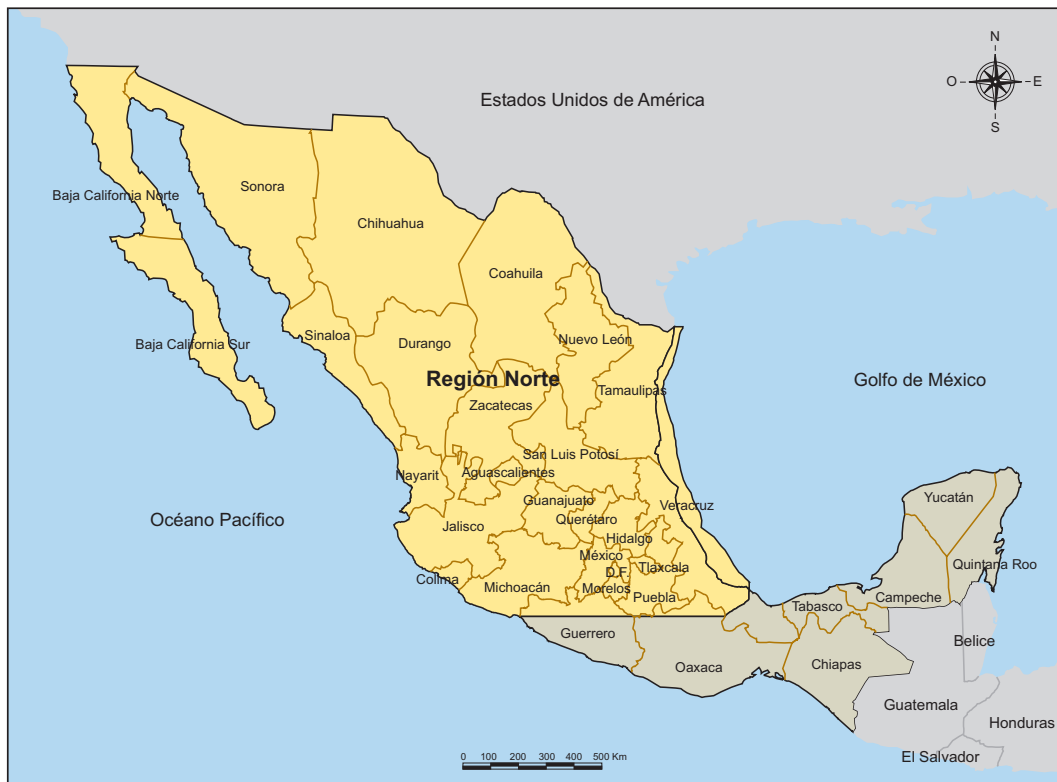 N
O
E
S
Estados Unidos de América
Baja California Norte
Sonora
Chihuahua
Coahuila
Baja California Sur
Sinaloa
Durango
Nuevo León
Región Norte
Tamaulipas
Golfo de México
Zacatecas
San Luis Potosí
Nayarit
Aguascalientes
Guanajuato
Veracruz
Yucatán
Océano Pacífico
Jalisco
Querétaro
Hidalgo
México
Quintana Roo
Colima
Michoacán
D.F.
Tlaxcala
Morelos
Puebla
Campeche
Tabasco
Guerrero
Belice
Oaxaca
Chiapas
Guatemala
Honduras
El Salvador
0 100 200 300 400 500 Km